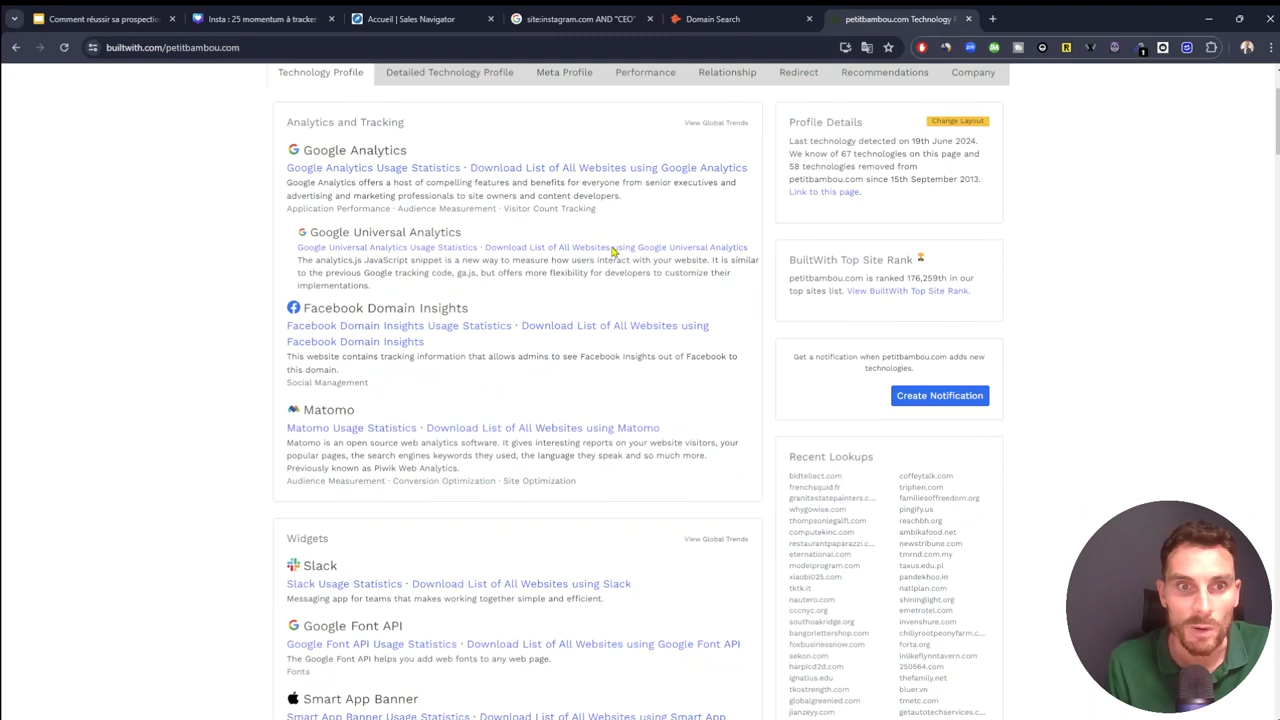 Comment réussir sa prospectio
Insta : 25 momentum à tracker
Accueil | Sales Navigator
site:instagram.com AND "CEO"
Domain Search
petitbambou.com Technology P
builtwith.com/petitbambou.com
Technology Profile
Detailed Technology Profile
Meta Profile
Performance
Relationship
Redirect
Recommendations
Company
Analytics and Tracking
View Global Trends
Google Analytics
Google Analytics Usage Statistics · Download List of All Websites using Google Analytics
Google Analytics offers a host of compelling features and benefits for everyone from senior executives and
advertising and marketing professionals to site owners and content developers.
Application Performance · Audience Measurement · Visitor Count Tracking
Google Universal Analytics
Google Universal Analytics Usage Statistics · Download List of All Websites using Google Universal Analytics
The analytics.js JavaScript snippet is a new way to measure how users interact with your website. It is similar
to the previous Google tracking code, ga.js, but offers more flexibility for developers to customize their
implementations.
Facebook Domain Insights
Facebook Domain Insights Usage Statistics · Download List of All Websites using
Facebook Domain Insights
This website contains tracking information that allows admins to see Facebook Insights out of Facebook to
this domain.
Social Management
Matomo
Matomo Usage Statistics · Download List of All Websites using Matomo
Matomo is an open source web analytics software. It gives interesting reports on your website visitors, your
popular pages, the search engines keywords they used, the language they speak and so much more.
Previously known as Piwik Web Analytics.
Audience Measurement · Conversion Optimization · Site Optimization
Widgets
View Global Trends
Slack
Slack Usage Statistics · Download List of All Websites using Slack
Messaging app for teams that makes working together simple and efficient.
Google Font API
Google Font API Usage Statistics · Download List of All Websites using Google Font API
The Google Font API helps you add web fonts to any web page.
Fonts
Smart App Banner
Smart App Banner Usage Statistics · Download List of All Websites using Smart App
Profile Details
Change Layout
Last technology detected on 19th June 2024.
We know of 67 technologies on this page and
58 technologies removed from
petitbambou.com since 15th September 2013.
Link to this page.
BuiltWith Top Site Rank
petitbambou.com is ranked 176,259th in our
top sites list. View BuiltWith Top Site Rank.
Get a notification when petitbambou.com adds new
technologies.
Create Notification
Recent Lookups
bidtellect.com
frenchsquid.fr
granitestatepainters.c...
whygowise.com
thompsonlegalfl.com
computekinc.com
restaurantpaparazzi.c...
eternational.com
modelprogram.com
xiaobi025.com
tktk.it
nautero.com
cccnyc.org
southoakridge.org
bangorlettershop.com
foxbusinessnow.com
sekon.com
harpicd2d.com
ignatius.edu
tkostrength.com
globalgreenled.com
jianzeyy.com
coffeytalk.com
triphen.com
familiesoffreedom.org
pingify.us
reachbh.org
ambikafood.net
newstribune.com
tmrnd.com.my
taxus.edu.pl
pandekhoo.in
natlplan.com
shininglight.org
emetrotel.com
invenshure.com
chillyrootpeonyfarm.c...
forta.org
inlikeflynntavern.com
250564.com
thefamily.net
bluer.vn
tmetc.com
getautotechservices.c...